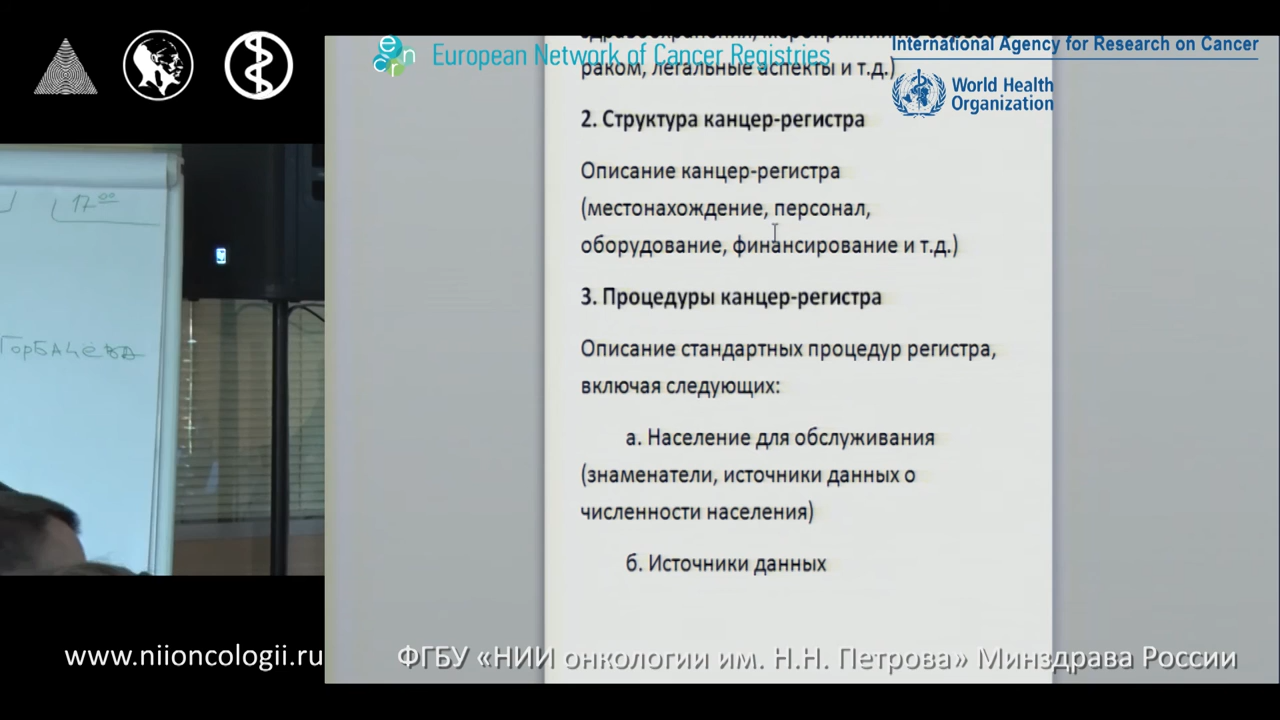 European Network of Cancer Registries
International Agency for Research on Cancer
World Health
Organization
раком, легальные аспекты и т.д.)
2. Структура канцер-регистра
Описание канцер-регистра
(местонахождение, персонал,
оборудование, финансирование и т.д.)
3. Процедуры канцер-регистра
Описание стандартных процедур регистра,
включая следующих:
а. Население для обслуживания
(знаменатели, источники данных о
численности населения)
б. Источники данных
17 00
www.niioncologii.ru
ФГБУ «НИИ онкологии им. Н.Н. Петрова» Минздрава России